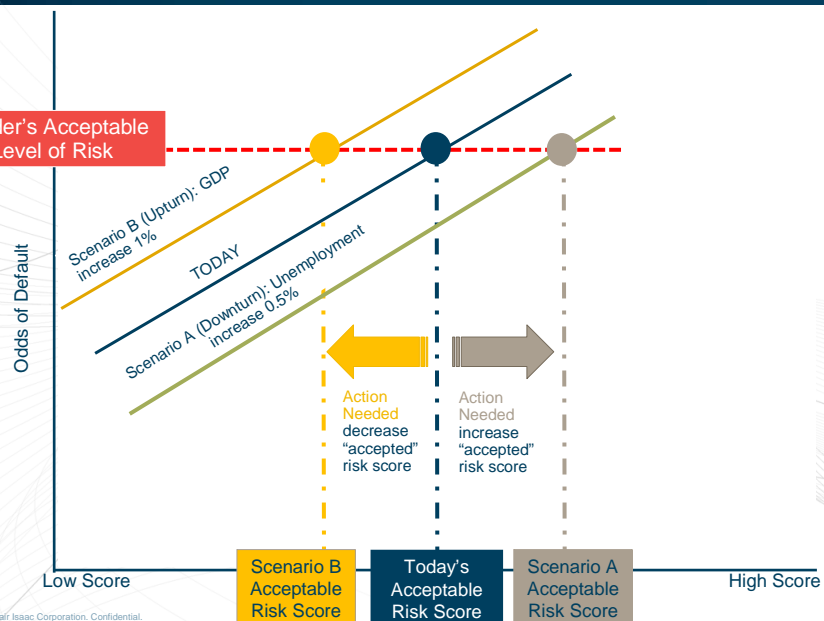 ler's Acceptable
Level of Risk
Odds of Default
Scenario B (Upturn): GDP
increase 1%
TODAY
Scenario A (Downturn): Unemployment
increase 0.5%
Action
Needed
decrease
“accepted”
risk score
Action
Needed
increase
“accepted”
risk score
Low Score
Scenario B
Acceptable
Risk Score
Today's
Acceptable
Risk Score
Scenario A
Acceptable
Risk Score
High Score
air Isaac Corporation. Confidential.